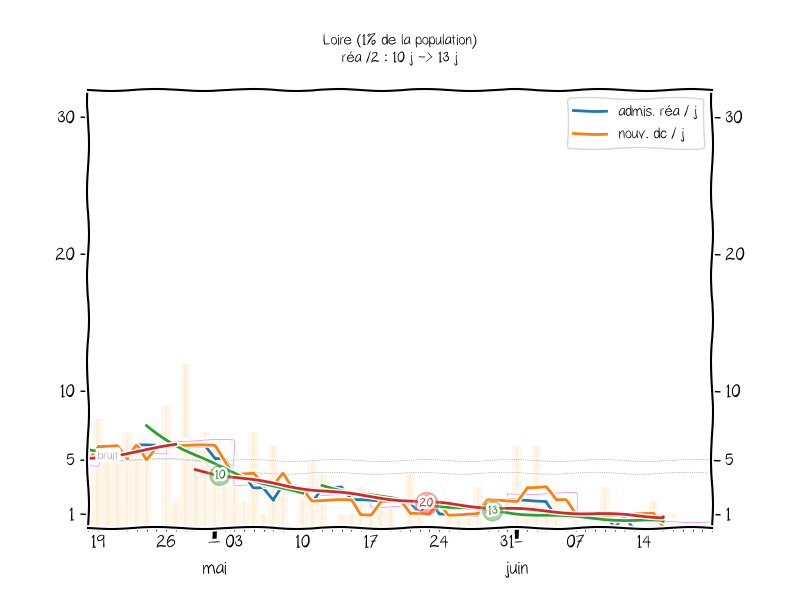 Loire (1% de la population)
réa /2 : 10 j -> 13 j
admis. réa / j
nouv. dc / j
30
30
20
20
10
10
5
5
1
1
bruit
10
20
13
19 26 03 10 17 24 31 07 14
mai juin